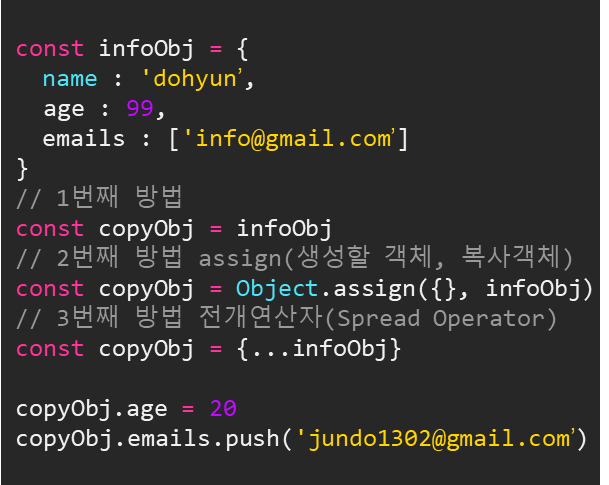 const infoObj = {
  name : 'dohyun’,
  age : 99,
  emails : ['info@gmail.com’]
}
// 1번째 방법
const copyObj = infoObj
// 2번째 방법 assign(생성할 객체, 복사객체)
const copyObj = Object.assign({}, infoObj)
// 3번째 방법 전개연산자(Spread Operator)
const copyObj = {...infoObj}

copyObj.age = 20
copyObj.emails.push('jundo1302@gmail.com’)